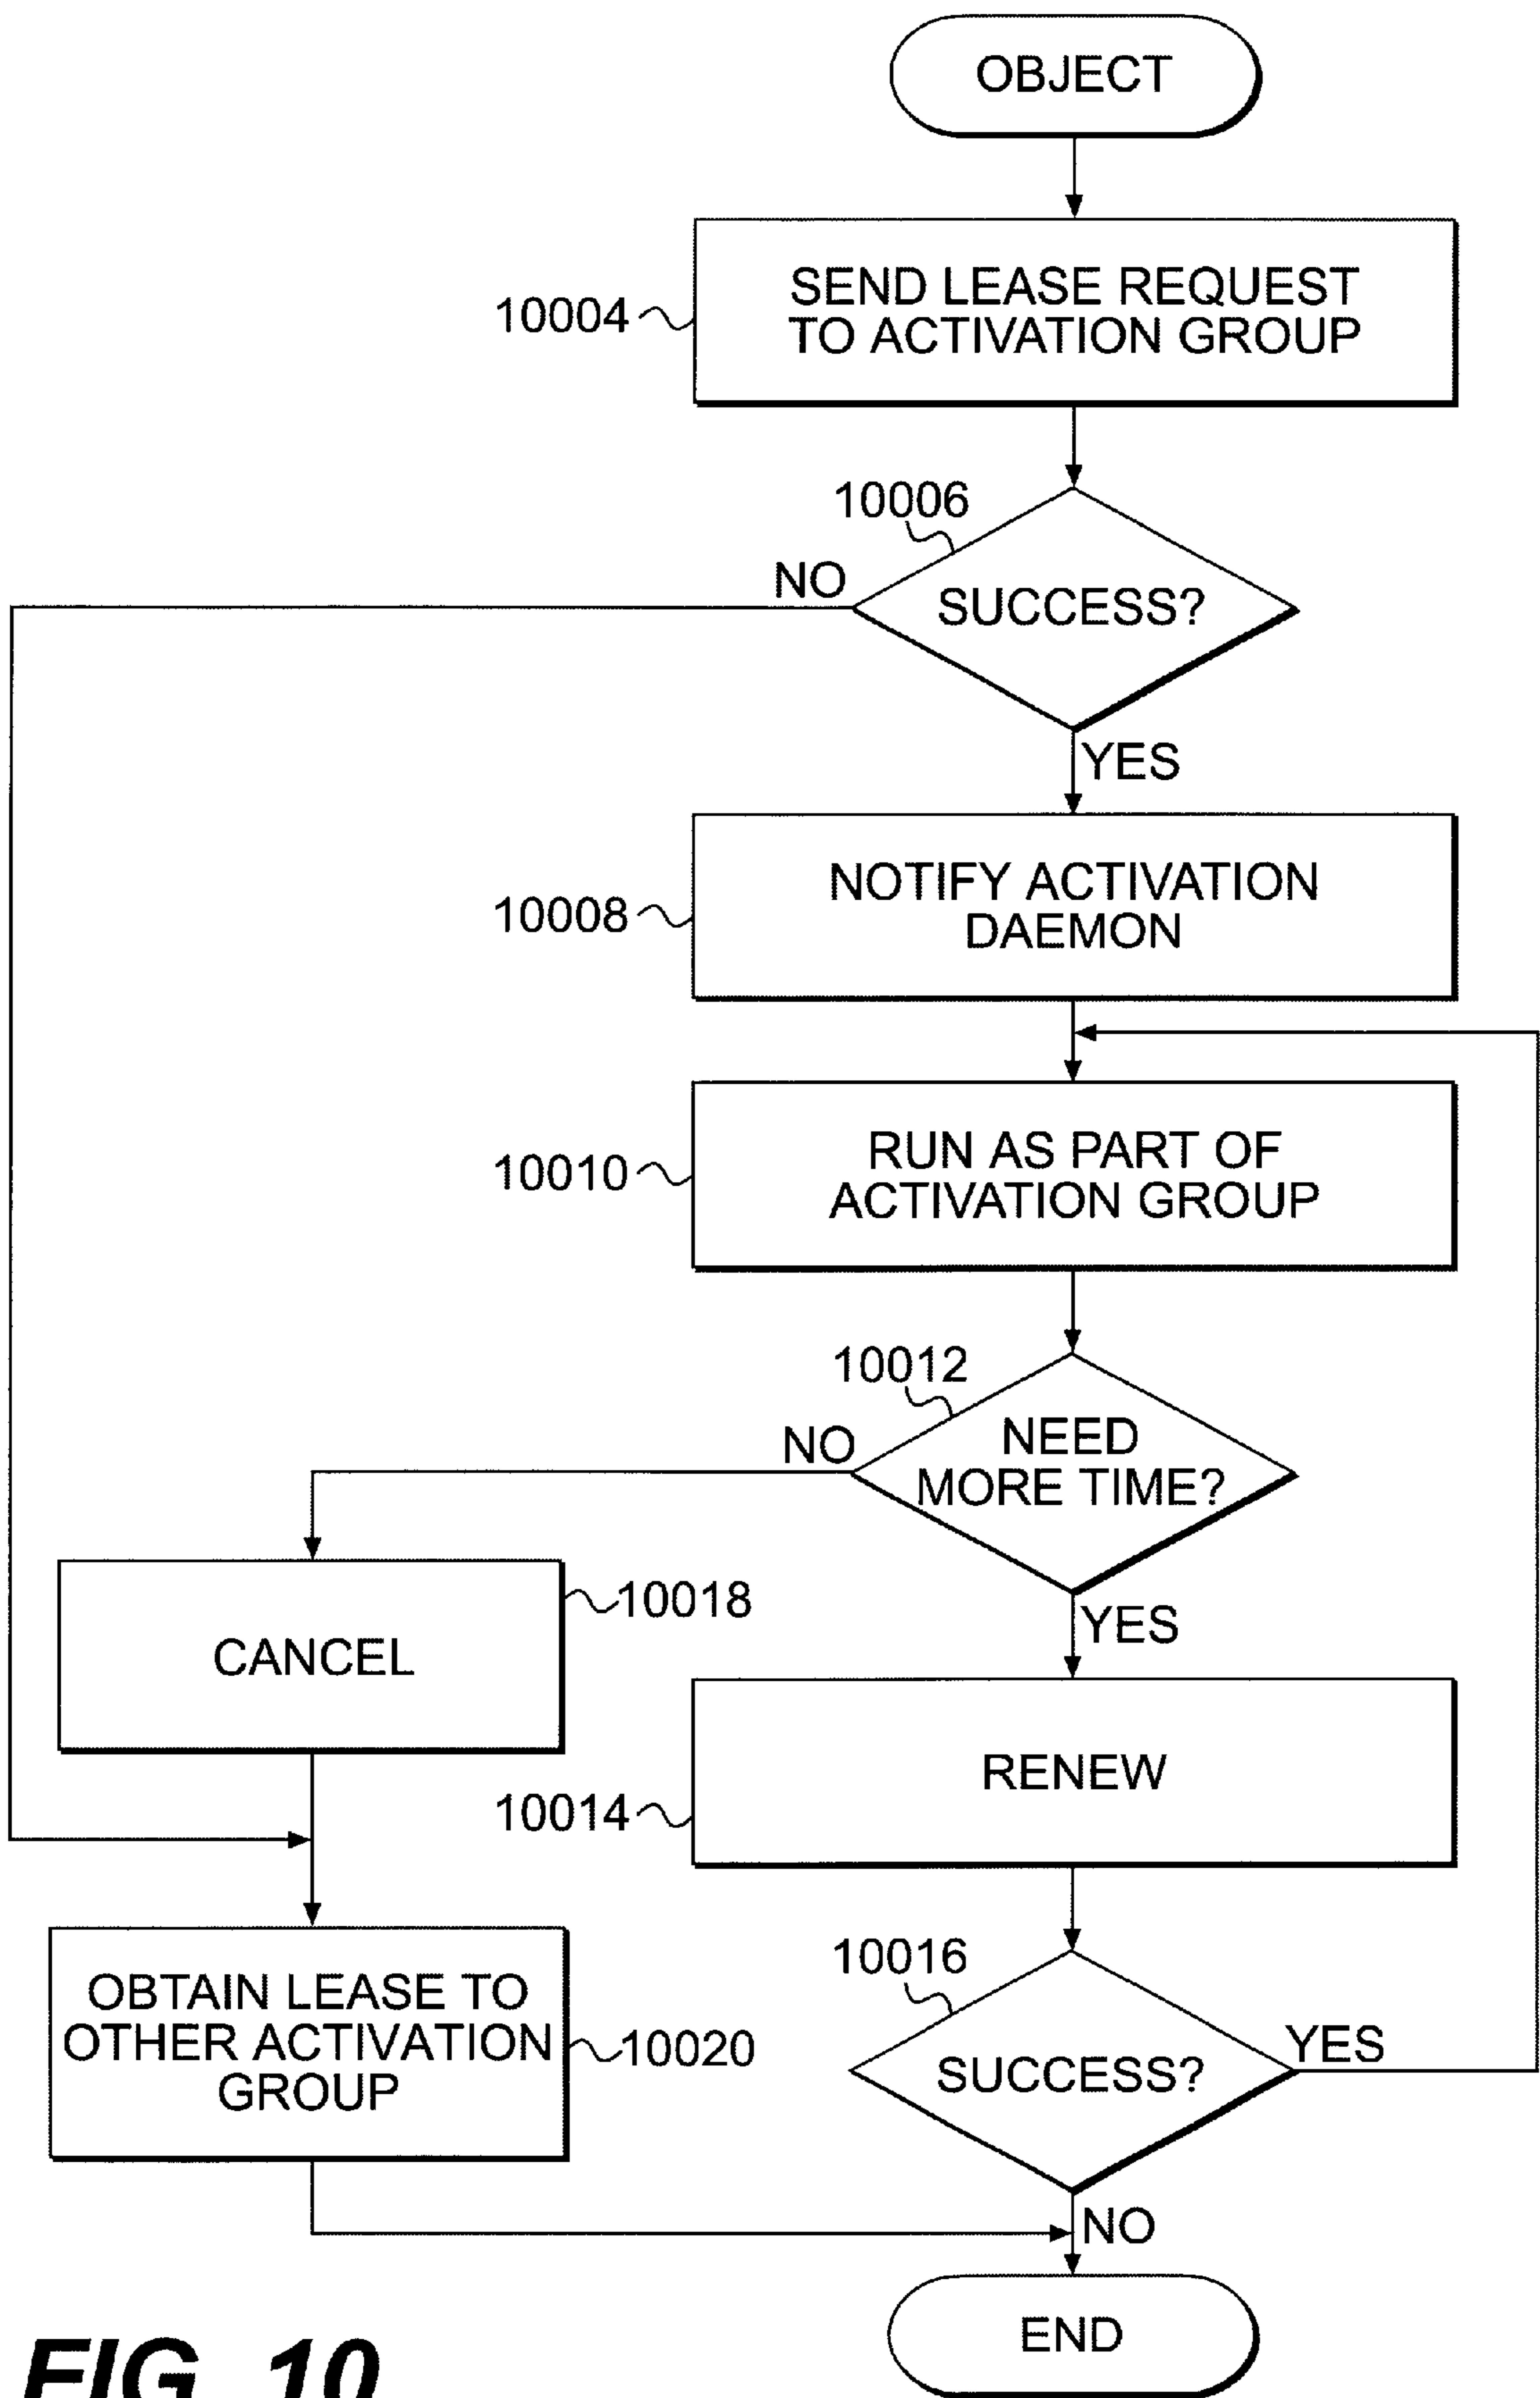 OBJECT
SEND LEASE REQUEST
TO ACTIVATION GROUP
10004
10006
NO
SUCCESS?
YES
NOTIFY ACTIVATION
DAEMON
10008
RUN AS PART OF
ACTIVATION GROUP
10010
10012
NO
NEED
MORE TIME?
10018
YES
CANCEL
RENEW
10014
10016
OBTAIN LEASE TO
OTHER ACTIVATION
GROUP
10020
YES
SUCCESS?
NO
END
FIG. 10